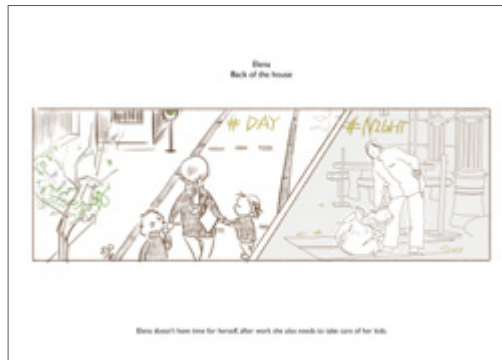 Elena
Back of the house
# DAY
# NIGHT
Elena doesn't have time for herself, after work she also needs to take care of her kids.